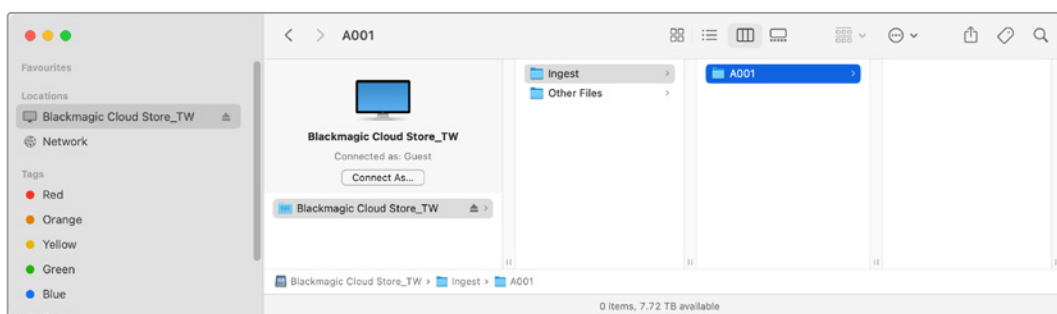 A001
Favourites
Locations
Blackmagic Cloud Store_TW
Network
Tags
Red
Orange
Yellow
Green
Blue
Blackmagic Cloud Store_TW
Connected as: Guest
Connect As...
Blackmagic Cloud Store_TW
Ingest
Other Files
A001
Blackmagic Cloud Store_TW › Ingest › A001
0 items, 7.72 TB available